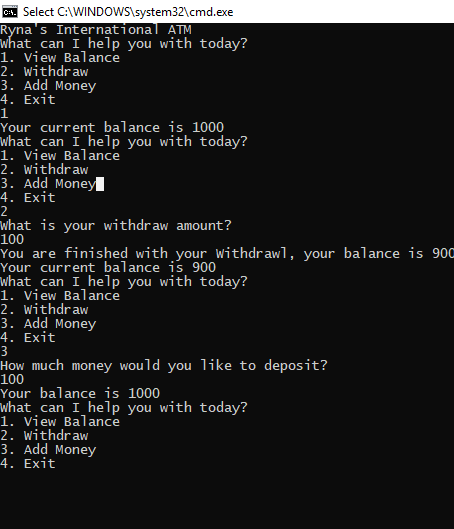 Select C:\WINDOWS\system32\cmd.exe
Ryna's International ATM
What can I help you with today?
1. View Balance
2. Withdraw
3. Add Money
4. Exit
1
Your current balance is 1000
What can I help you with today?
1. View Balance
2. Withdraw
3. Add Money
4. Exit
2
What is your withdraw amount?
100
You are finished with your Withdrawl, your balance is 900
Your current balance is 900
What can I help you with today?
1. View Balance
2. Withdraw
3. Add Money
4. Exit
3
How much money would you like to deposit?
100
Your balance is 1000
What can I help you with today?
1. View Balance
2. Withdraw
3. Add Money
4. Exit